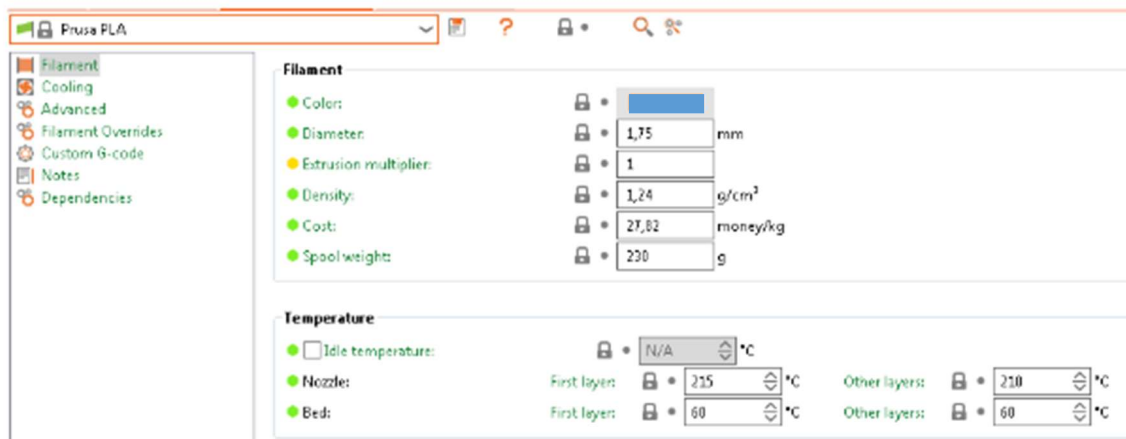 Prusa PLA
?
Filament
Cooling
Advanced
Filament Overrides
Custom G-code
Notes
Dependencies
Filament
Color:
Diameter: 1,75 mm
Extrusion multiplier: 1
Density: 1,24 g/cm³
Cost: 27,82 money/kg
Spool weight: 230 g
Temperature
Idle temperature: N/A °C
Nozzle: First layer: 215 °C Other layers: 210 °C
Bed: First layer: 60 °C Other layers: 60 °C